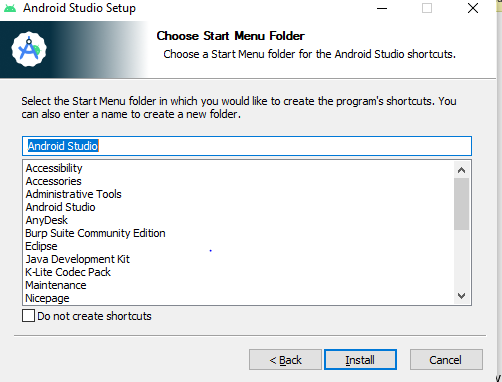 Android Studio Setup
Choose Start Menu Folder
Choose a Start Menu folder for the Android Studio shortcuts.
Select the Start Menu folder in which you would like to create the program's shortcuts. You
can also enter a name to create a new folder.
Android Studio
Accessibility
Accessories
Administrative Tools
Android Studio
AnyDesk
Burp Suite Community Edition
Eclipse
Java Development Kit
K-Lite Codec Pack
Maintenance
Nicepage
Do not create shortcuts
< Back
Install
Cancel